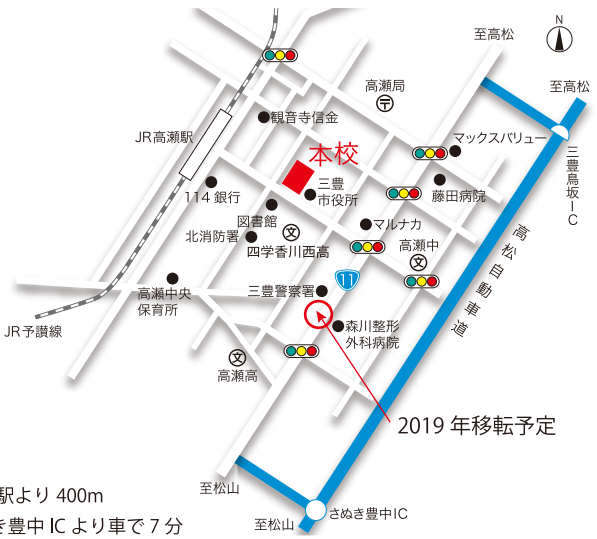 N
至高松
至高松
高瀬局
〒
観音寺信金
JR高瀬駅
本校
マックスバリュー
三豊鳥坂IC
三豊
市役所
藤田病院
114銀行
図書館
マルナカ
北消防署
文
四学香川西高
高瀬中
文
高松自動車道
11
高瀬中央
保育所
三豊警察署
JR予讃線
森川整形
外科病院
文
高瀬高
2019年移転予定
至松山
さぬき豊中IC
至松山
駅より 400m
き豊中 IC より車で 7 分